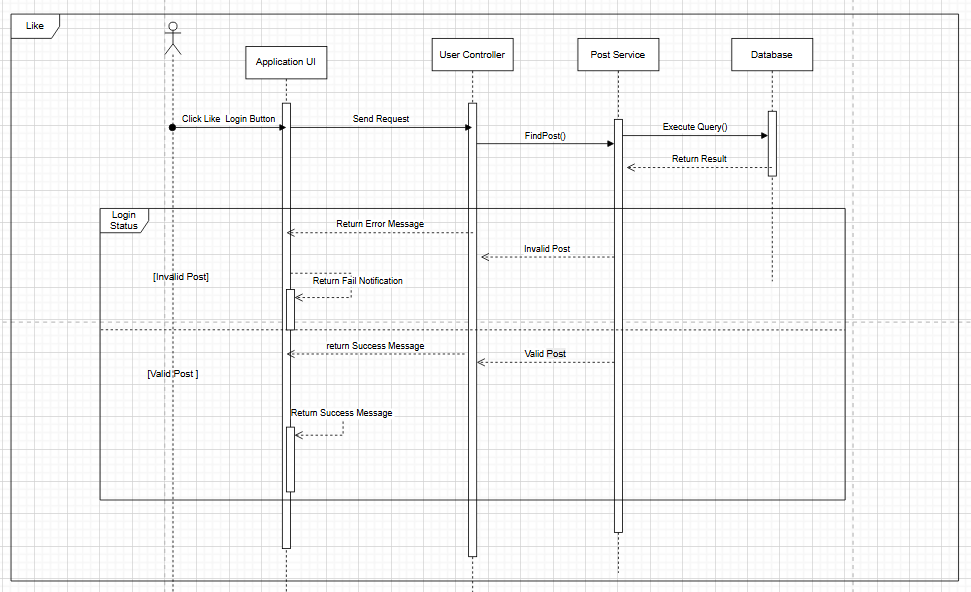 Like
Application UI
User Controller
Post Service
Database
Click Like  Login Button
Send Request
FindPost()
Execute Query()
Return Result
Login
Status
Return Error Message
Invalid Post
[Invalid Post]
Return Fail Notification
return Success Message
Valid Post
[Valid Post ]
Return Success Message